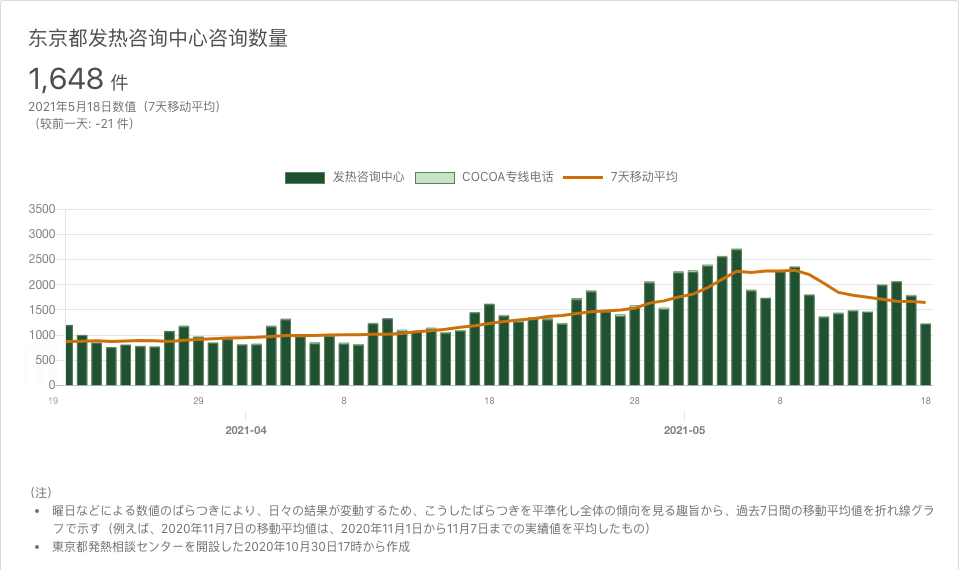 东京都发热咨询中心咨询数量
1,648 件
2021年5月18日数值（7天移动平均）
（较前一天: -21 件）
发热咨询中心 COCOA专线电话 7天移动平均
3500
3000
2500
2000
1500
1000
500
0
19 29 8 18 28 8 18
2021-04 2021-05
（注）
• 曜日などによる数値のばらつきにより、日々の結果が変動するため、こうしたばらつきを平準化し全体の傾向を見る趣旨から、過去7日間の移動平均値を折れ線グラ
フで示す（例えば、2020年11月7日の移動平均値は、2020年11月1日から11月7日までの実績値を平均したもの）
• 東京都発熱相談センターを開設した2020年10月30日17時から作成